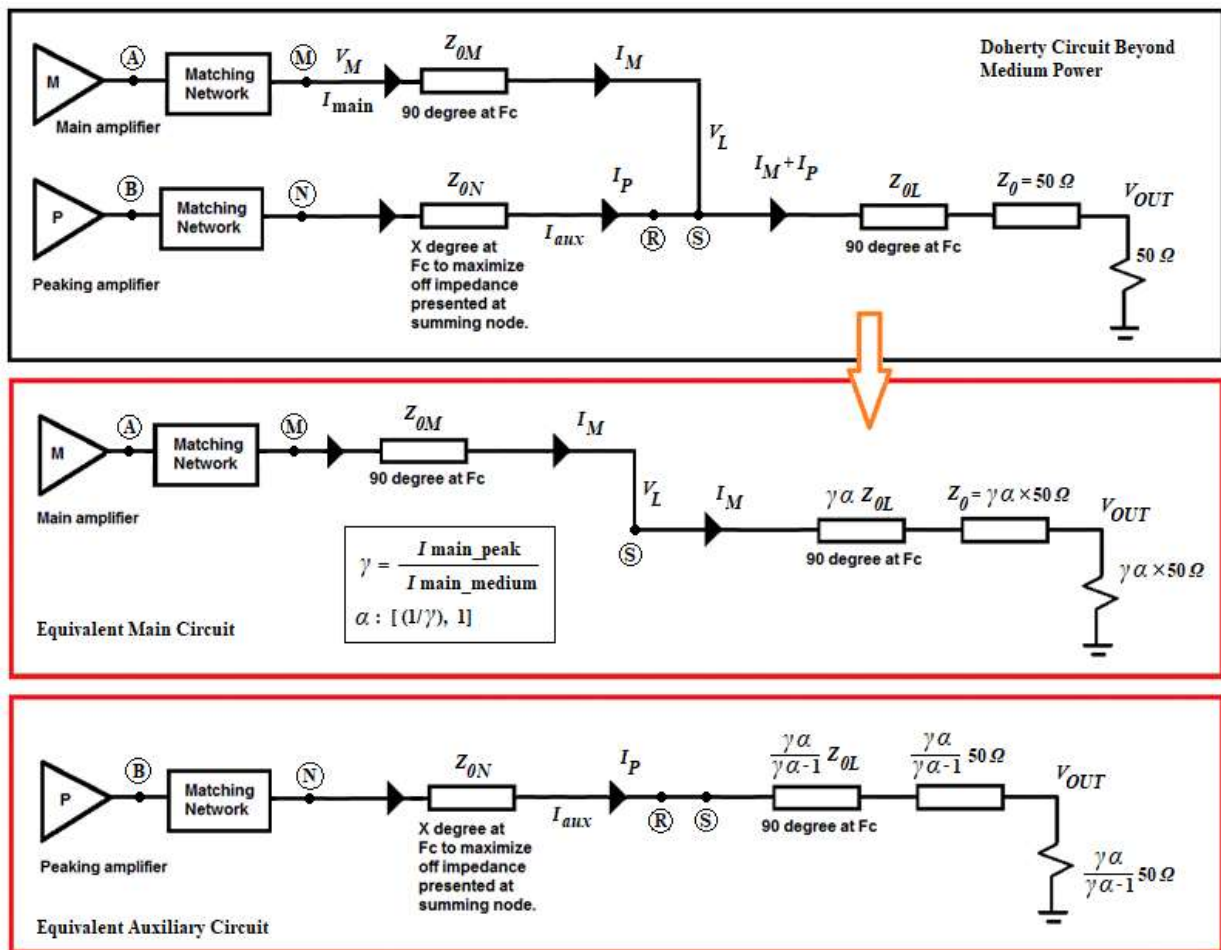 Doherty Circuit Beyond
Medium Power
A
M
V_M
Z_0M
I_M
M
Matching
Network
I_main
90 degree at Fc
Main amplifier
V_L
B
N
Z_0N
I_P
I_M + I_P
Z_0L
Z_0 = 50 Ω
V_OUT
P
Matching
Network
I_aux
R
S
90 degree at Fc
50 Ω
Peaking amplifier
X degree at
Fc to maximize
off impedance
presented at
summing node.
A
M
Z_0M
I_M
M
Matching
Network
90 degree at Fc
Main amplifier
V_L
I_M
γα Z_0L
Z_0 = γα × 50 Ω
V_OUT
S
90 degree at Fc
γ = I main_peak / I main_medium
α : [ (1/γ), 1]
γα × 50 Ω
Equivalent Main Circuit
B
N
Z_0N
I_P
γα/(γα-1) Z_0L
γα/(γα-1) 50 Ω
V_OUT
P
Matching
Network
I_aux
R
S
90 degree at Fc
Peaking amplifier
X degree at
Fc to maximize
off impedance
presented at
summing node.
γα/(γα-1) 50 Ω
Equivalent Auxiliary Circuit